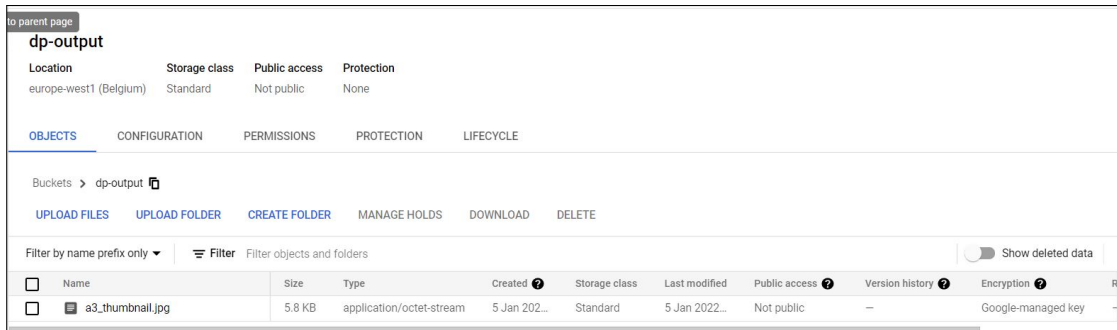 to parent page
dp-output
Location Storage class Public access Protection
europe-west1 (Belgium) Standard Not public None
OBJECTS CONFIGURATION PERMISSIONS PROTECTION LIFECYCLE
Buckets > dp-output
UPLOAD FILES UPLOAD FOLDER CREATE FOLDER MANAGE HOLDS DOWNLOAD DELETE
Filter by name prefix only Filter Filter objects and folders Show deleted data
Name Size Type Created ? Storage class Last modified Public access ? Version history ? Encryption ? R
a3_thumbnail.jpg 5.8 KB application/octet-stream 5 Jan 202... Standard 5 Jan 2022... Not public — Google-managed key –